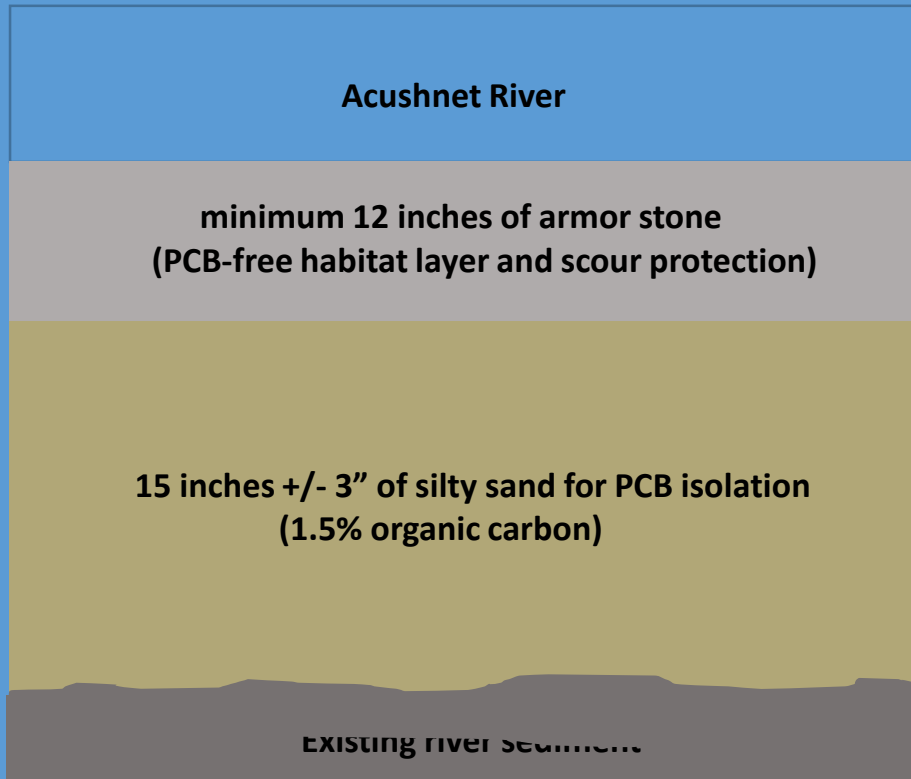 Acushnet River
minimum 12 inches of armor stone
(PCB-free habitat layer and scour protection)
15 inches +/- 3” of silty sand for PCB isolation
(1.5% organic carbon)
Existing river sediment